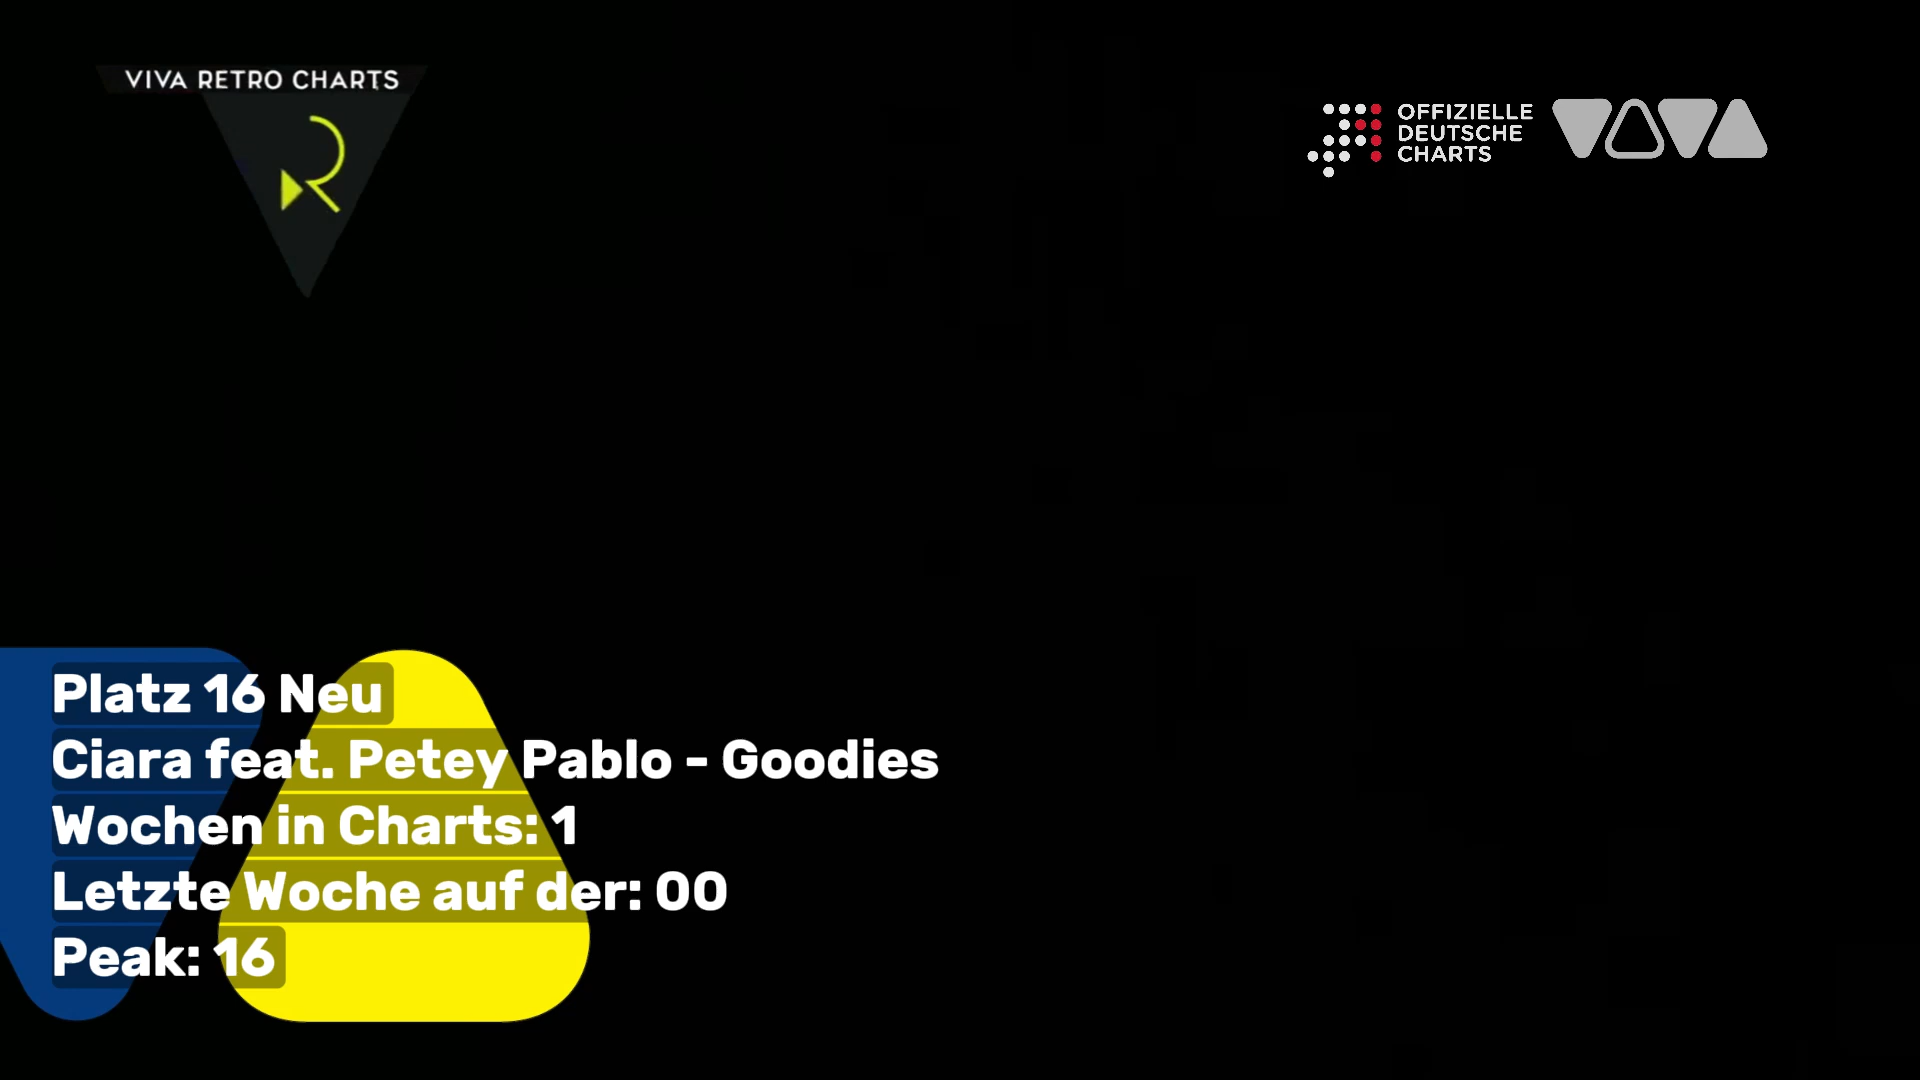 VIVA RETRO CHARTS
R
OFFIZIELLE
DEUTSCHE
CHARTS
VIVA
Platz 16 Neu
Ciara feat. Petey Pablo - Goodies
Wochen in Charts: 1
Letzte Woche auf der: 00
Peak: 16